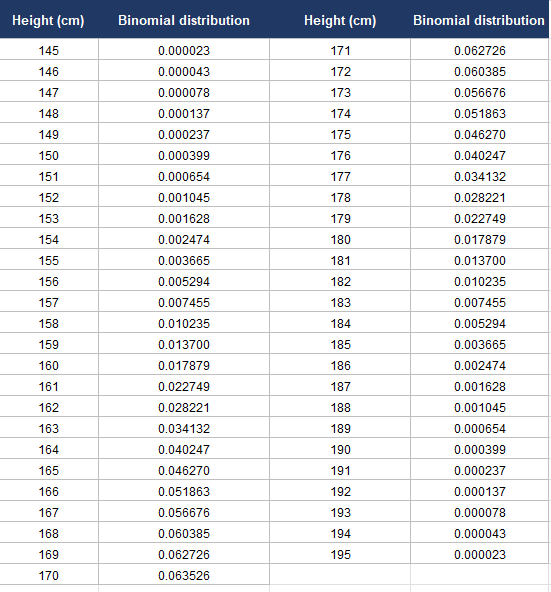 Height (cm) Binomial distribution Height (cm) Binomial distribution
145 0.000023 171 0.062726
146 0.000043 172 0.060385
147 0.000078 173 0.056676
148 0.000137 174 0.051863
149 0.000237 175 0.046270
150 0.000399 176 0.040247
151 0.000654 177 0.034132
152 0.001045 178 0.028221
153 0.001628 179 0.022749
154 0.002474 180 0.017879
155 0.003665 181 0.013700
156 0.005294 182 0.010235
157 0.007455 183 0.007455
158 0.010235 184 0.005294
159 0.013700 185 0.003665
160 0.017879 186 0.002474
161 0.022749 187 0.001628
162 0.028221 188 0.001045
163 0.034132 189 0.000654
164 0.040247 190 0.000399
165 0.046270 191 0.000237
166 0.051863 192 0.000137
167 0.056676 193 0.000078
168 0.060385 194 0.000043
169 0.062726 195 0.000023
170 0.063526